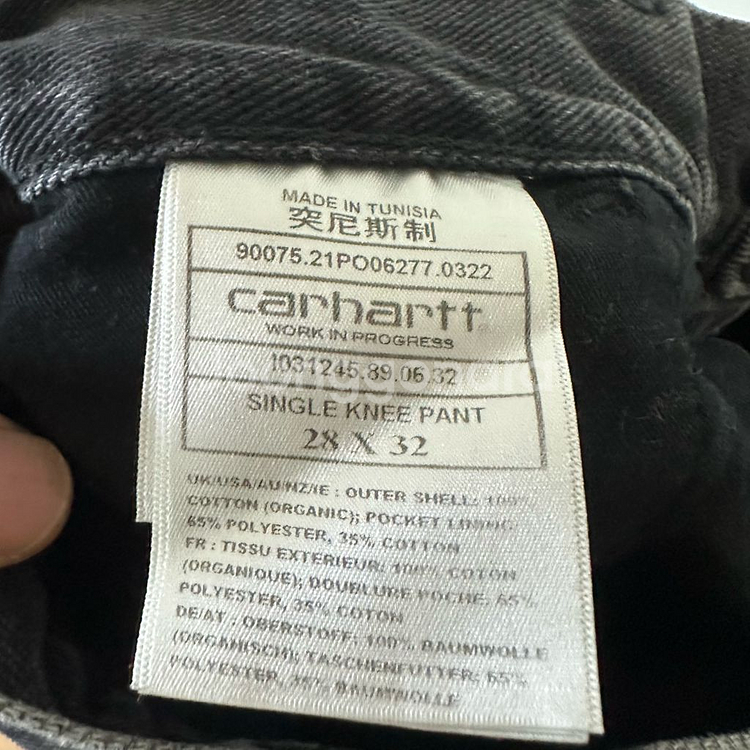 MADE IN TUNISIA
突尼斯制
90075.21PO06277.0322
carhartt
WORK IN PROGRESS
I031245.89.06.32
SINGLE KNEE PANT
28 X 32
UK/USA/AU/NZ/IE : OUTER SHELL: 100%
COTTON (ORGANIC); POCKET LINING:
65% POLYESTER, 35% COTTON
FR : TISSU EXTERIEUR: 100% COTON
(ORGANIQUE); DOUBLURE POCHE: 65%
POLYESTER, 35% COTON
DE/AT : OBERSTOFF: 100% BAUMWOLLE
(ORGANISCH); TASCHENFUTTER: 65%
POLYESTER, 35% BAUMWOLLE